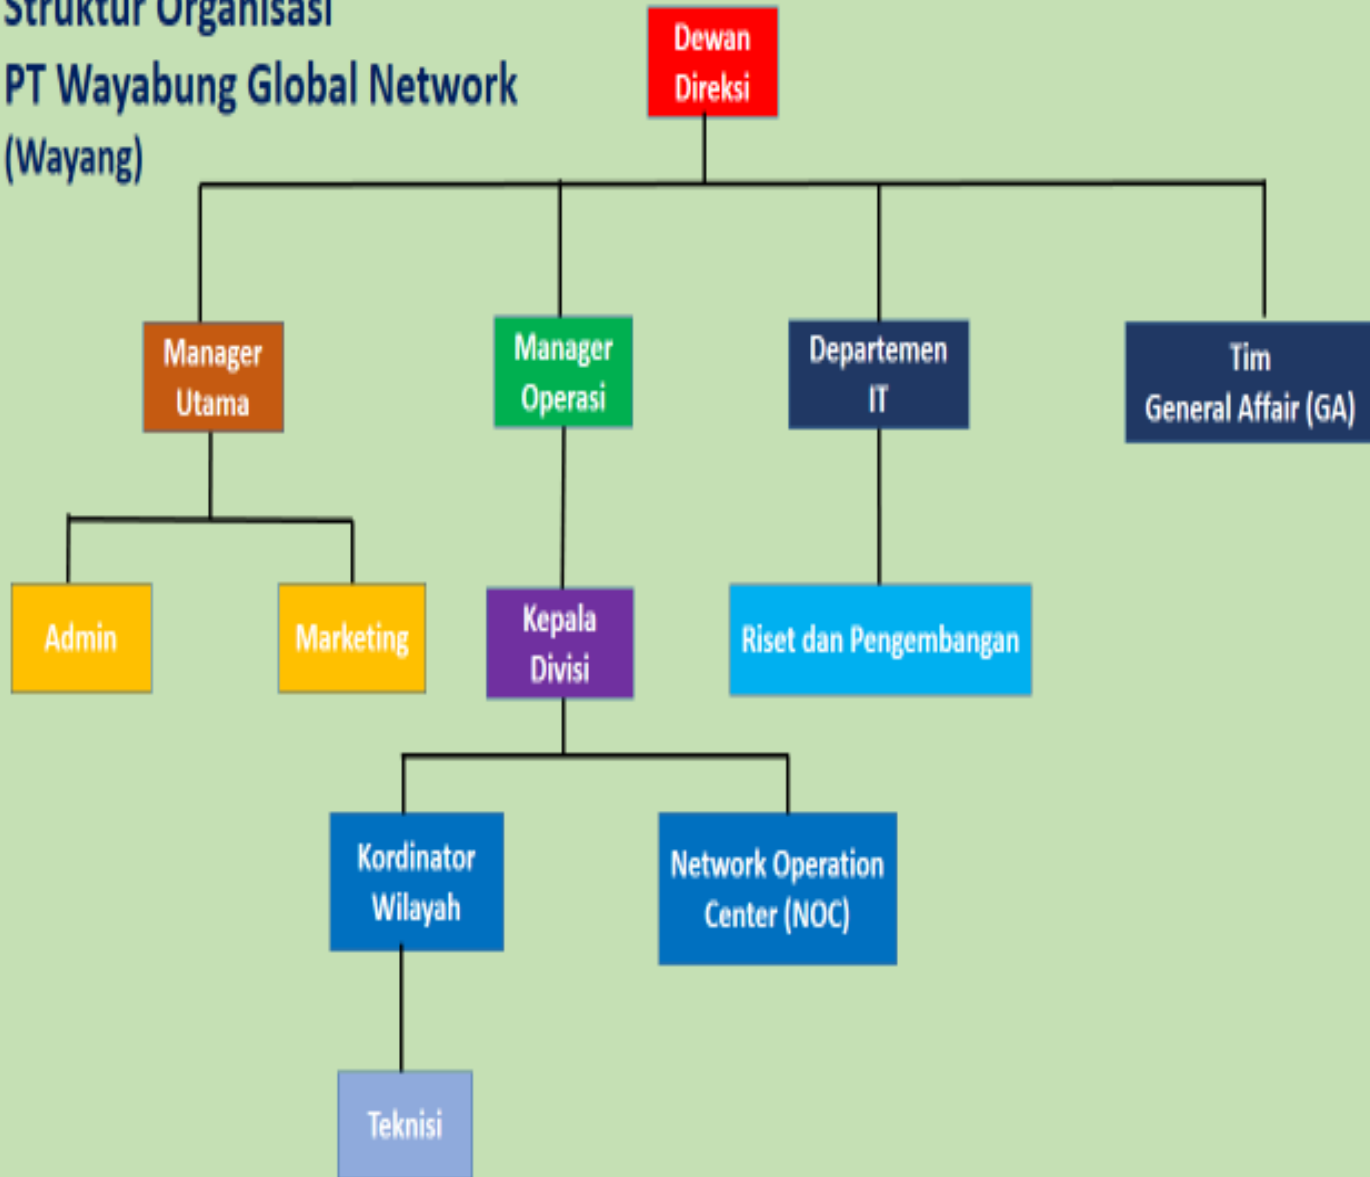 Struktur Organisasi
PT Wayabung Global Network
(Wayang)
Dewan
Direksi
Manager
Utama
Manager
Operasi
Departemen
IT
Tim
General Affair (GA)
Admin
Marketing
Kepala
Divisi
Riset dan Pengembangan
Kordinator
Wilayah
Network Operation
Center (NOC)
Teknisi